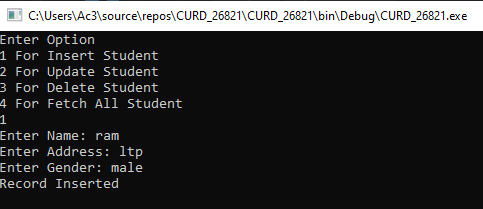 C:\Users\Ac3\source\repos\CURD_26821\CURD_26821\bin\Debug\CURD_26821.exe
Enter Option
1 For Insert Student
2 For Update Student
3 For Delete Student
4 For Fetch All Student
1
Enter Name: ram
Enter Address: ltp
Enter Gender: male
Record Inserted